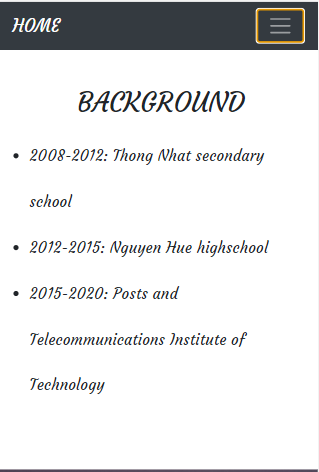 HOME
BACKGROUND
2008-2012: Thong Nhat secondary
school
2012-2015: Nguyen Hue highschool
2015-2020: Posts and
Telecommunications Institute of
Technology